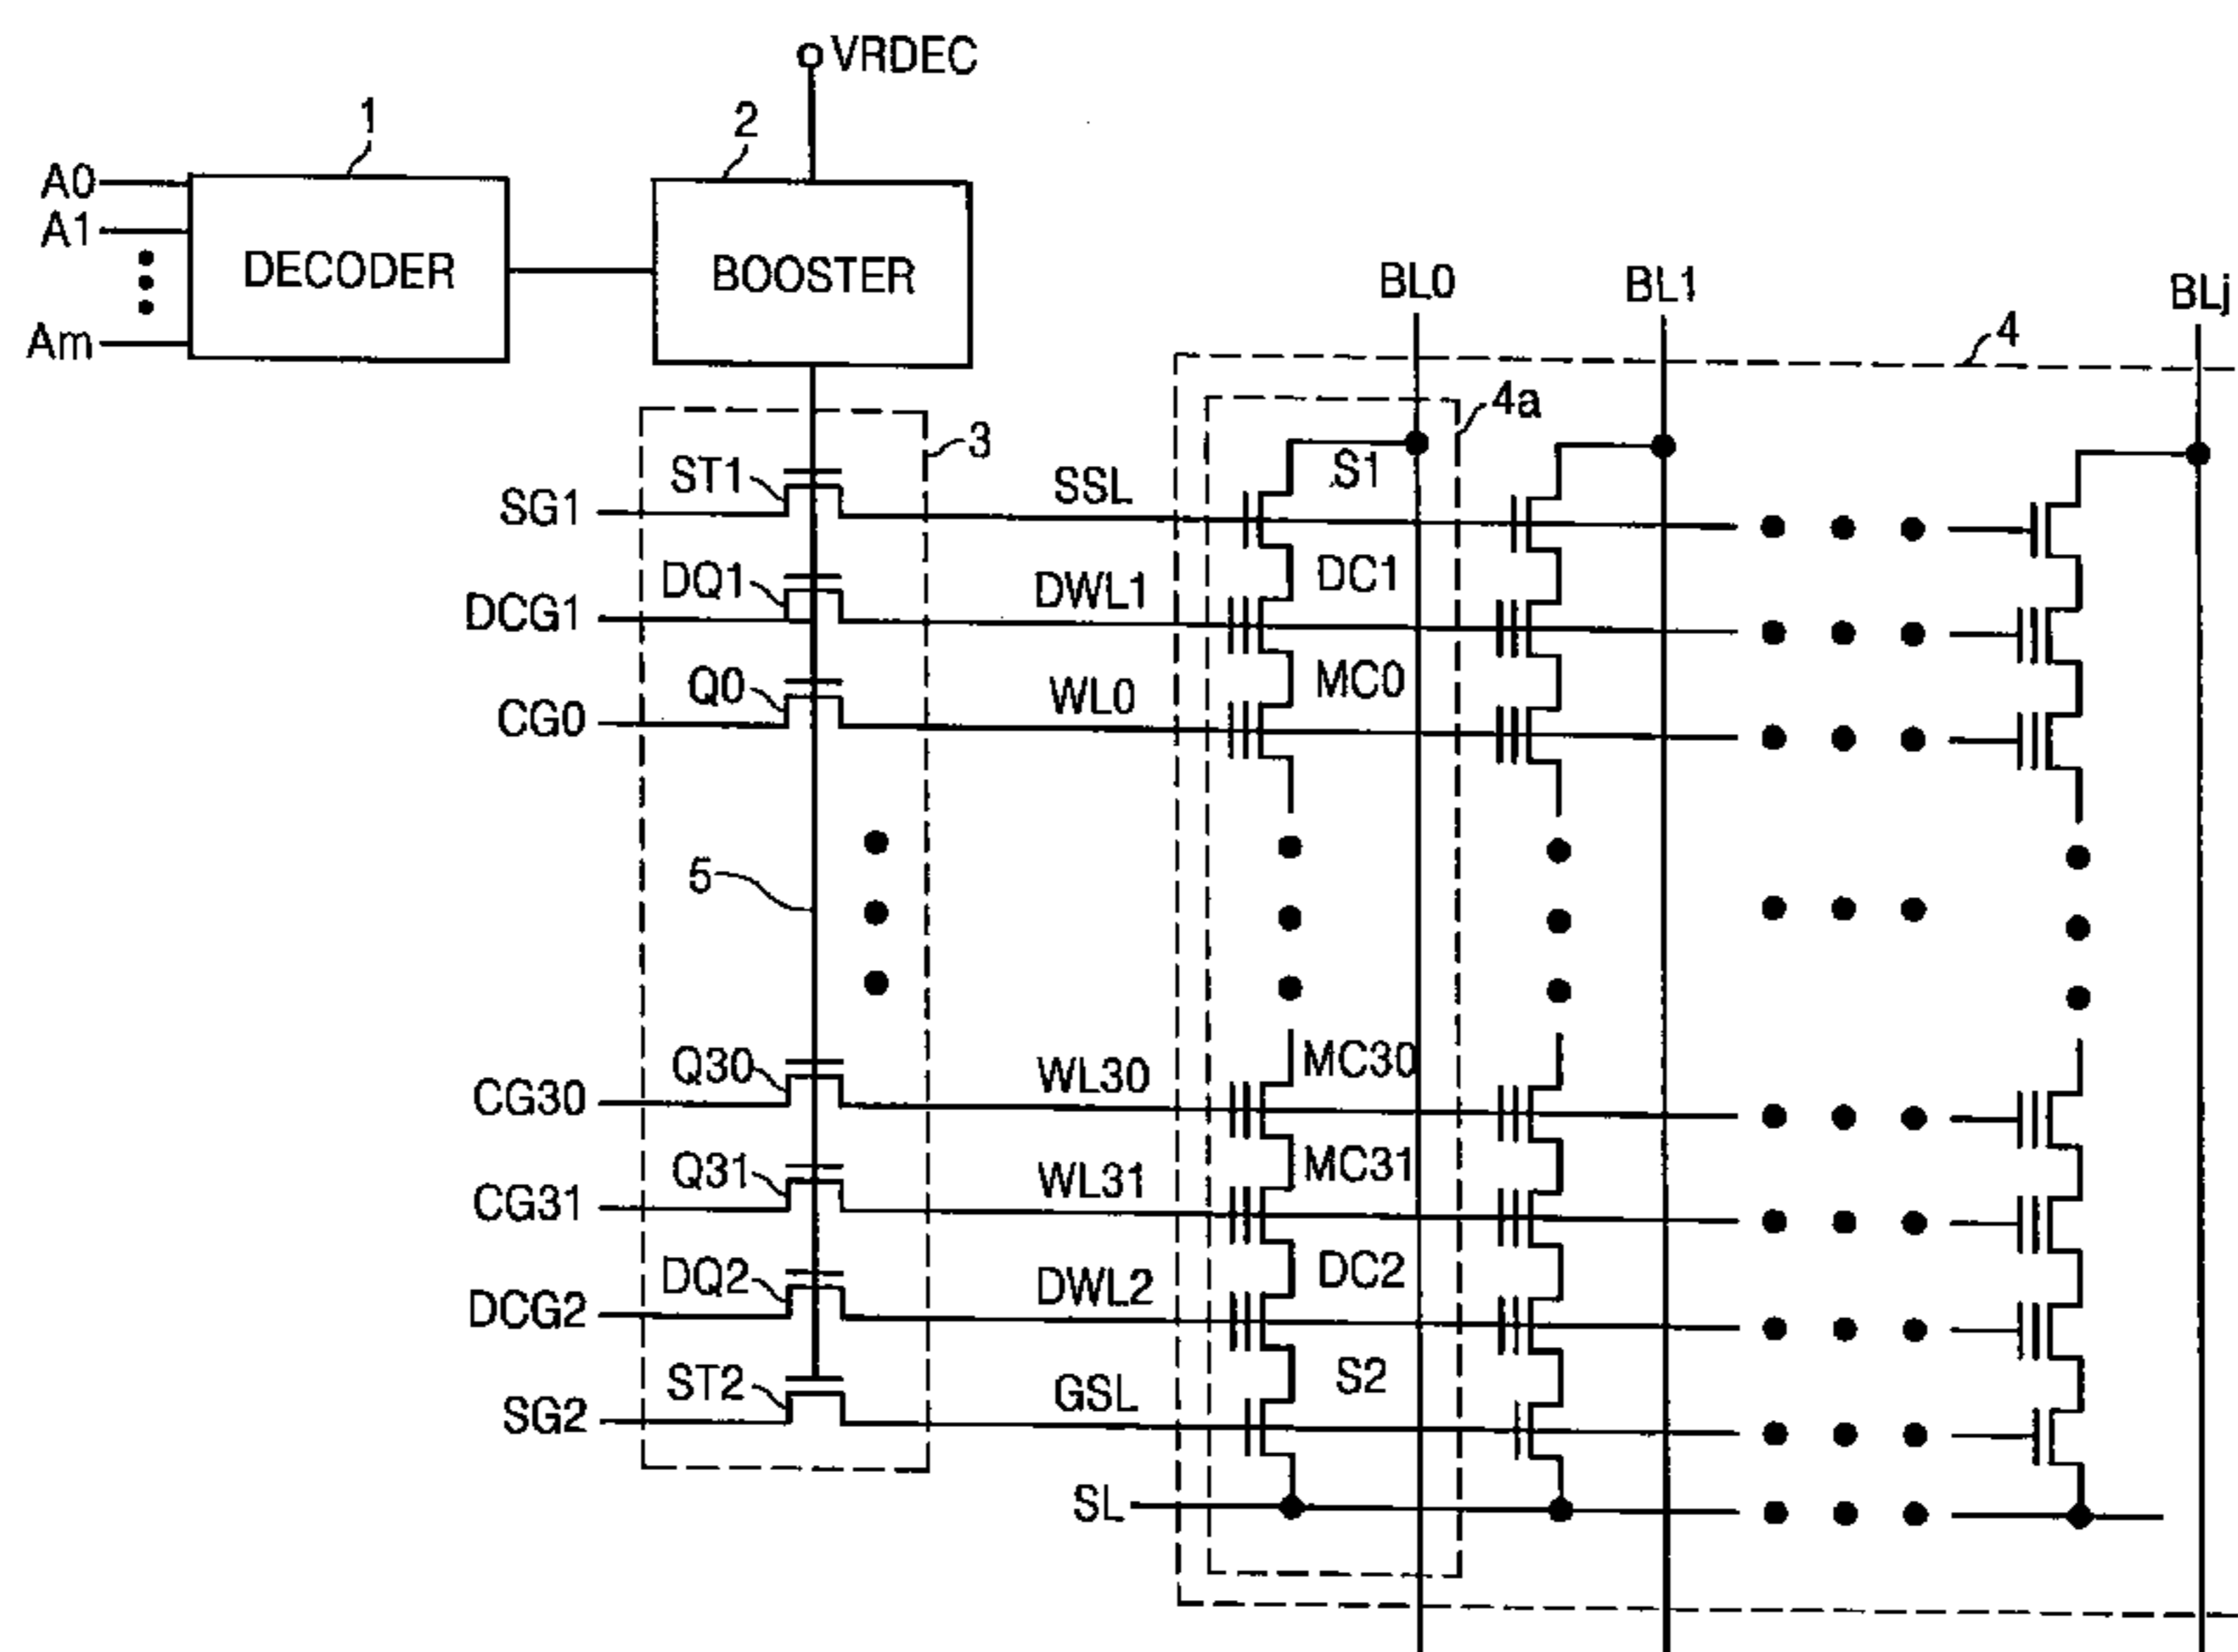 VRDEC
1
2
A0
A1
Am
DECODER
BOOSTER
BL0
BL1
BLj
4
4a
3
SG1
ST1
SSL
S1
DCG1
DQ1
DWL1
DC1
CG0
Q0
WL0
MC0
5
CG30
Q30
WL30
MC30
CG31
Q31
WL31
MC31
DCG2
DQ2
DWL2
DC2
SG2
ST2
GSL
S2
SL